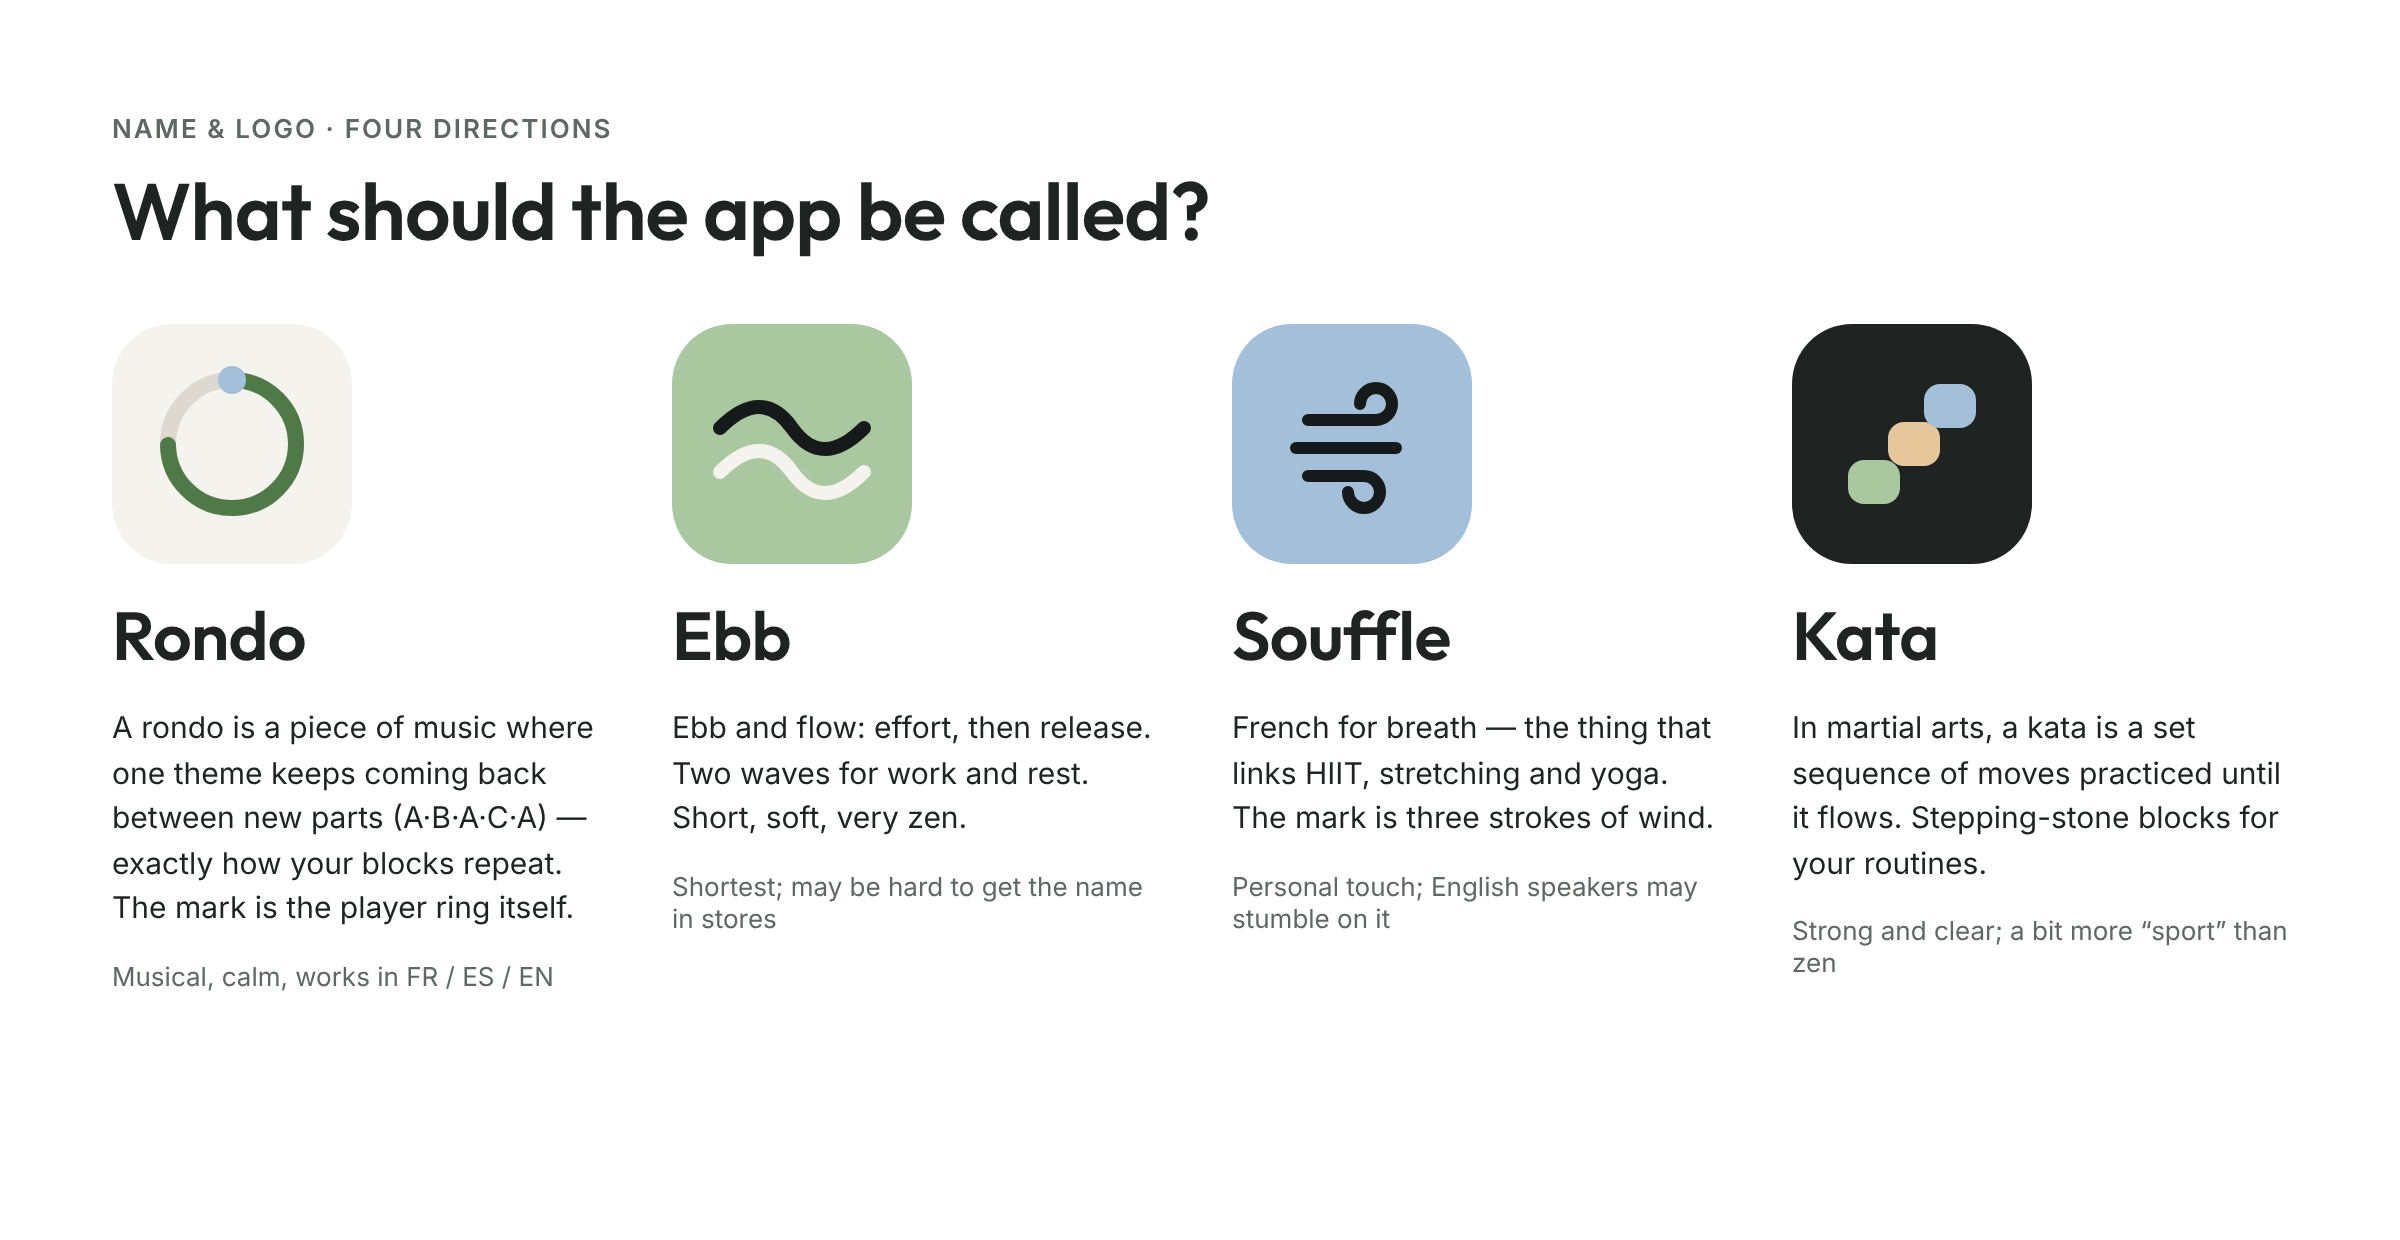 NAME & LOGO · FOUR DIRECTIONS
What should the app be called?
Rondo
A rondo is a piece of music where
one theme keeps coming back
between new parts (A·B·A·C·A) —
exactly how your blocks repeat.
The mark is the player ring itself.
Musical, calm, works in FR / ES / EN
Ebb
Ebb and flow: effort, then release.
Two waves for work and rest.
Short, soft, very zen.
Shortest; may be hard to get the name
in stores
Souffle
French for breath — the thing that
links HIIT, stretching and yoga.
The mark is three strokes of wind.
Personal touch; English speakers may
stumble on it
Kata
In martial arts, a kata is a set
sequence of moves practiced until
it flows. Stepping-stone blocks for
your routines.
Strong and clear; a bit more “sport” than
zen